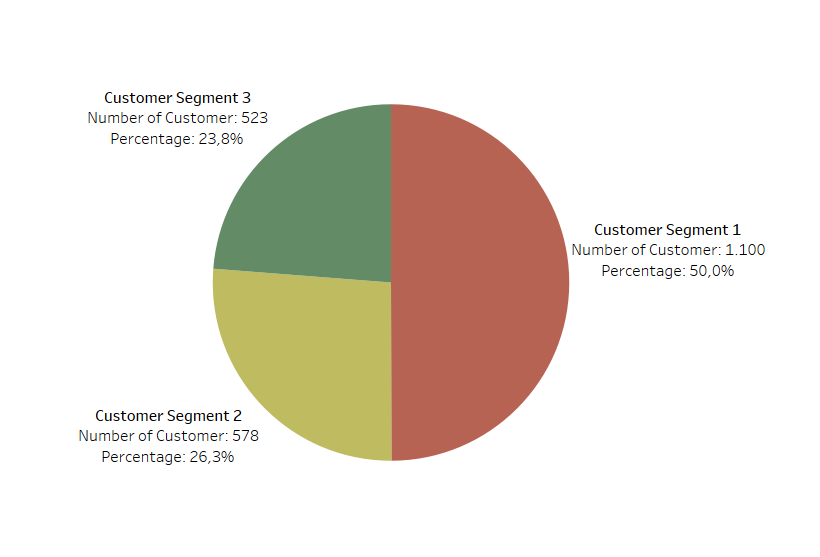 Customer Segment 3
Number of Customer: 523
Percentage: 23,8%
Customer Segment 1
Number of Customer: 1.100
Percentage: 50,0%
Customer Segment 2
Number of Customer: 578
Percentage: 26,3%